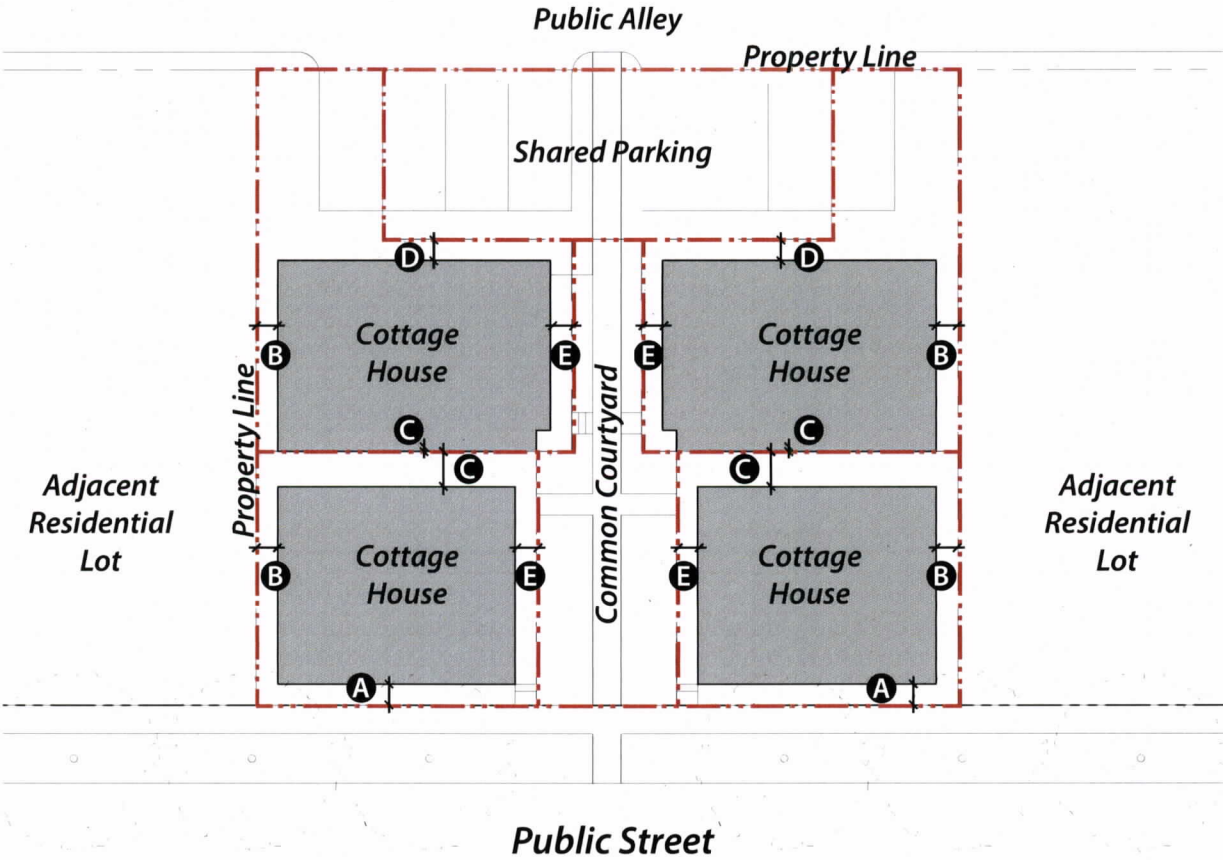 Public Alley
Property Line
Shared Parking
D
D
Cottage
House
Cottage
House
B
E
E
B
C
C
Property Line
Common Courtyard
C
C
Adjacent
Residential
Lot
Adjacent
Residential
Lot
Cottage
House
Cottage
House
B
E
E
B
A
A
Public Street